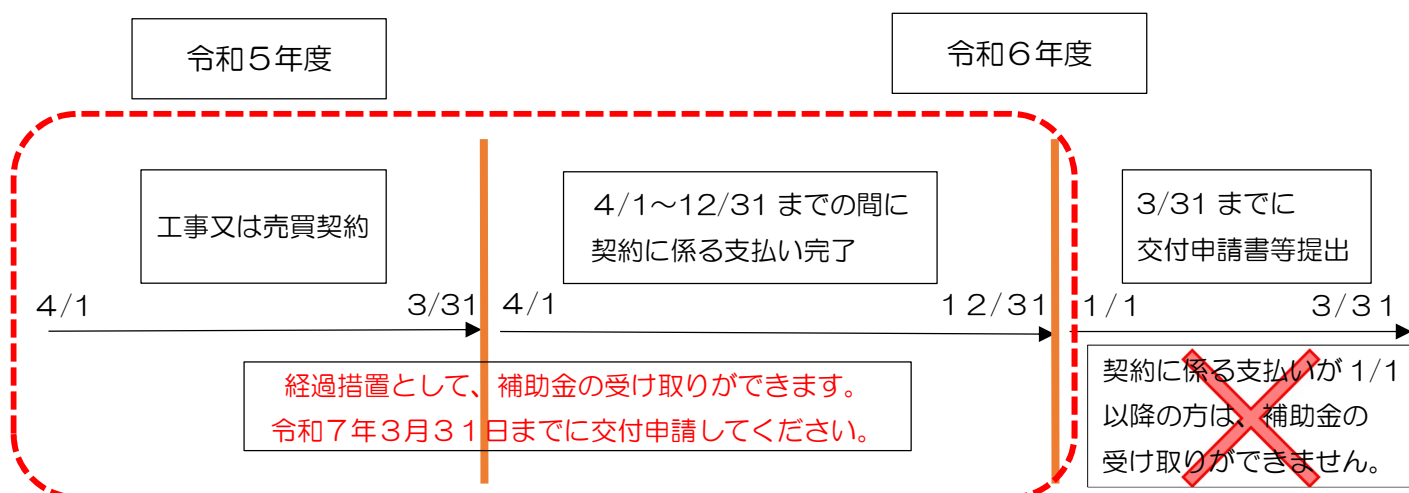 令和５年度
令和６年度
工事又は売買契約
4/1～12/31 までの間に
契約に係る支払い完了
3/31 までに
交付申請書等提出
4/1
3/31
4/1
１２/31
1/1
3/３１
経過措置として、補助金の受け取りができます。
令和７年３月３１日までに交付申請してください。
契約に係る支払いが 1/1
以降の方は、補助金の
受け取りができません。